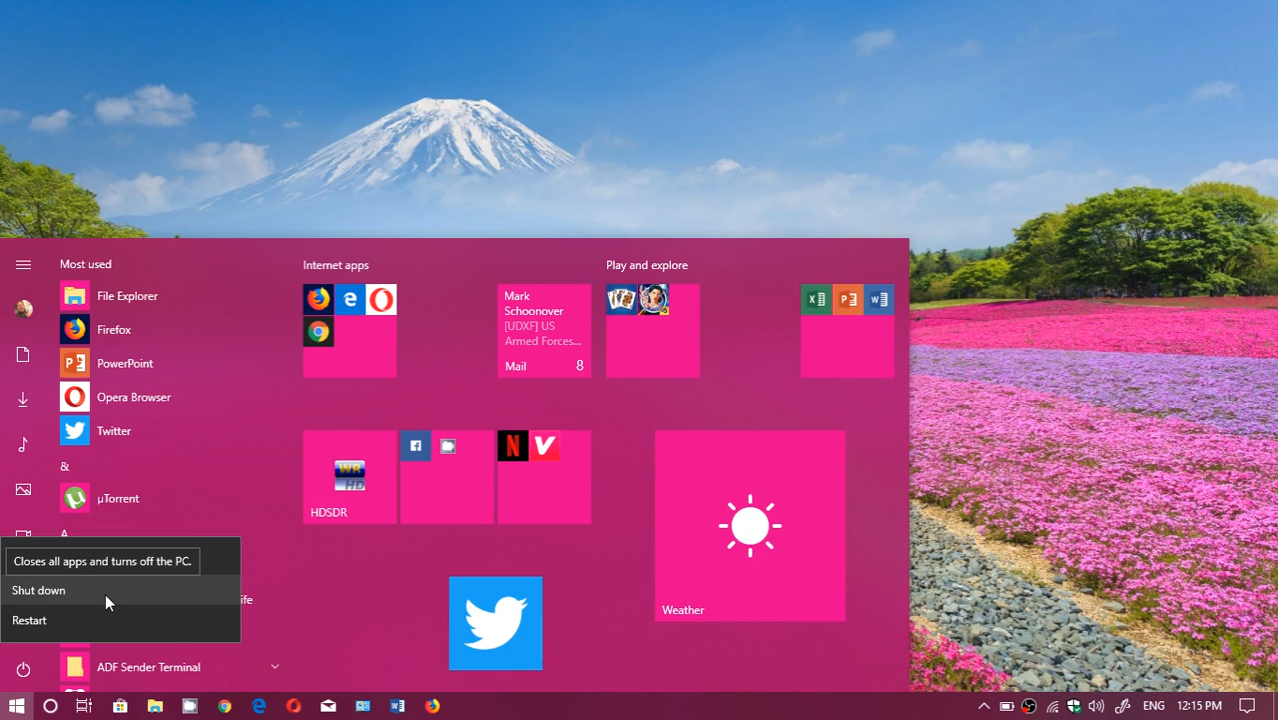 Most used
File Explorer
Firefox
PowerPoint
Opera Browser
Twitter
&
µTorrent
A
Closes all apps and turns off the PC.
Shut down
Restart
ife
ADF Sender Terminal
Internet apps
Mark
Schoonover
[UDXF] US
Armed Forces...
Mail 8
HDSDR
Play and explore
Weather
ENG 12:15 PM